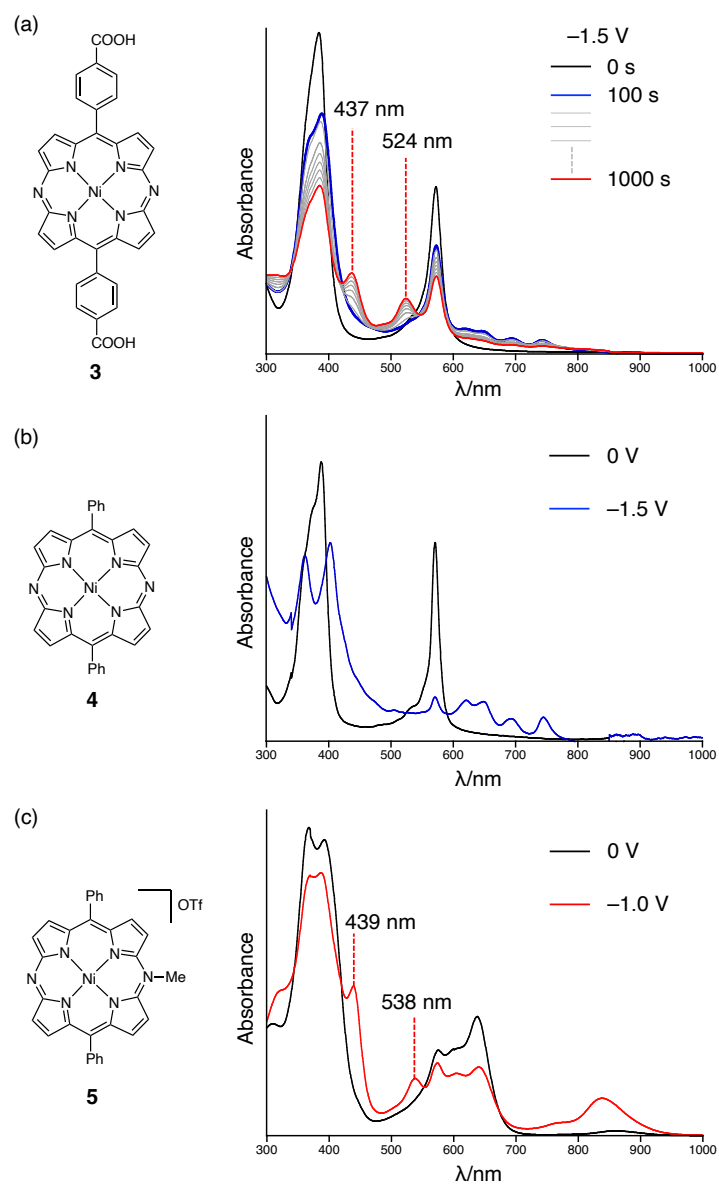 (a)
COOH
N
N
N
Ni
N
N
N
COOH
3
Absorbance
437 nm
524 nm
–1.5 V
0 s
100 s
1000 s
300 400 500 600 700 800 900 1000
λ/nm
(b)
Ph
N
N
N
Ni
N
N
N
Ph
4
Absorbance
0 V
–1.5 V
300 400 500 600 700 800 900 1000
λ/nm
(c)
Ph
OTf
N
N
N
Ni
N–Me
N
N
Ph
5
Absorbance
439 nm
538 nm
0 V
–1.0 V
300 400 500 600 700 800 900 1000
λ/nm